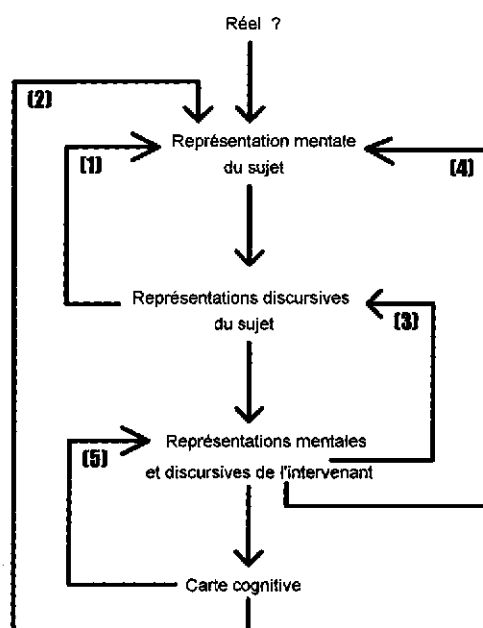 Réel ?
(2)
Représentation mentale
(1)
(4)
du sujet
Représentations discursives
du sujet
(3)
Représentations mentales
(5)
et discursives de l'intervenant
Carte cognitive